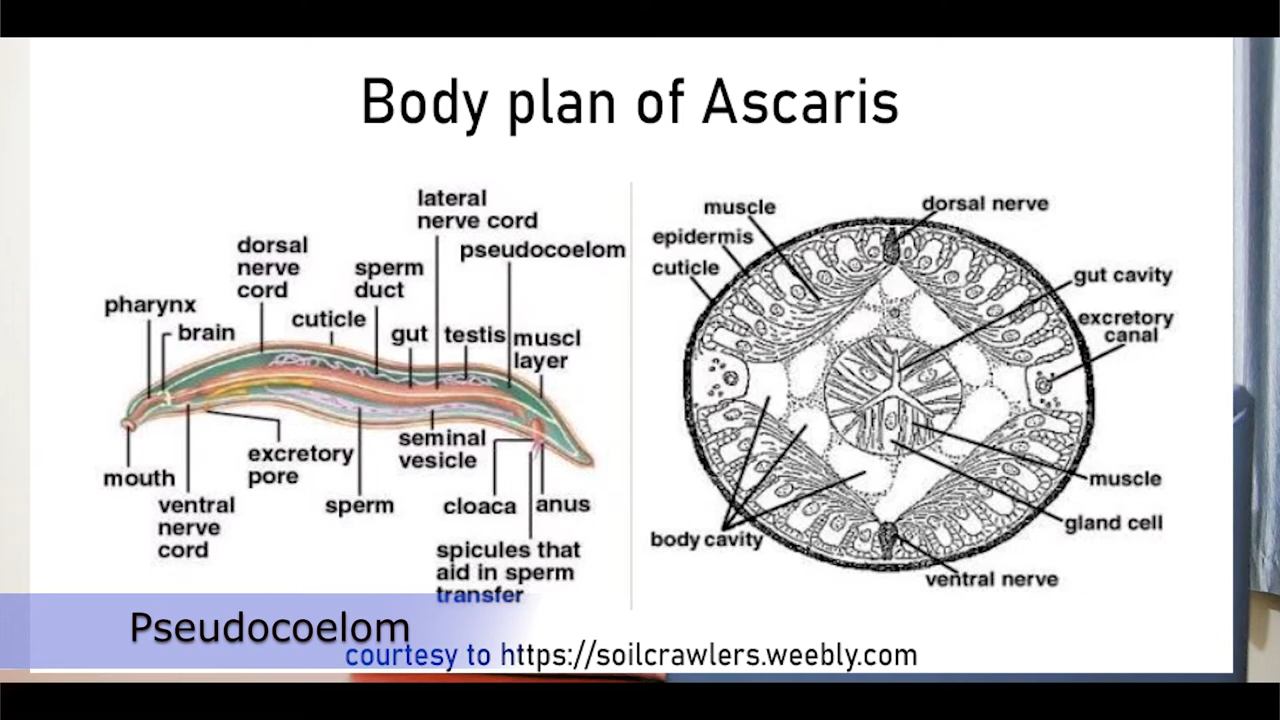 Body plan of Ascaris
lateral
nerve cord
pseudocoelom
dorsal
nerve
cord
sperm
duct
pharynx
brain
cuticle
gut
testis
muscl
layer
mouth
ventral
nerve
cord
excretory
pore
sperm
seminal
vesicle
cloaca
anus
spicules that
aid in sperm
transfer
muscle
dorsal nerve
epidermis
cuticle
gut cavity
excretory
canal
muscle
gland cell
body cavity
ventral nerve
Pseudocoelom
courtesy to https://soilcrawlers.weebly.com